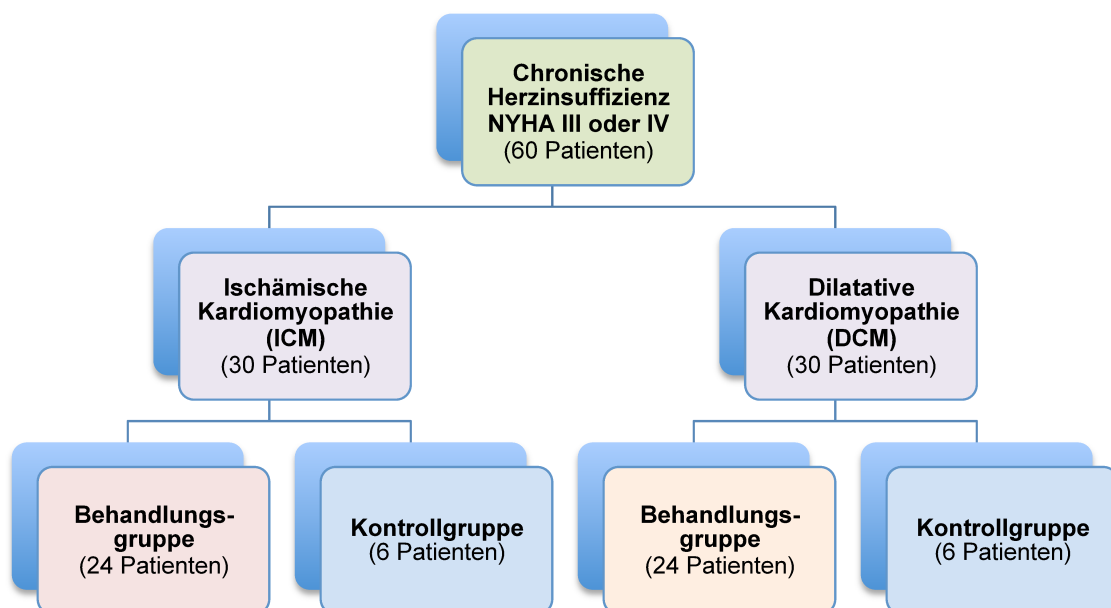 Chronische
Herzinsuffizienz
NYHA III oder IV
(60 Patienten)
Ischämische
Kardiomyopathie
(ICM)
(30 Patienten)
Dilatative
Kardiomyopathie
(DCM)
(30 Patienten)
Behandlungs-
gruppe
(24 Patienten)
Kontrollgruppe
(6 Patienten)
Behandlungs-
gruppe
(24 Patienten)
Kontrollgruppe
(6 Patienten)